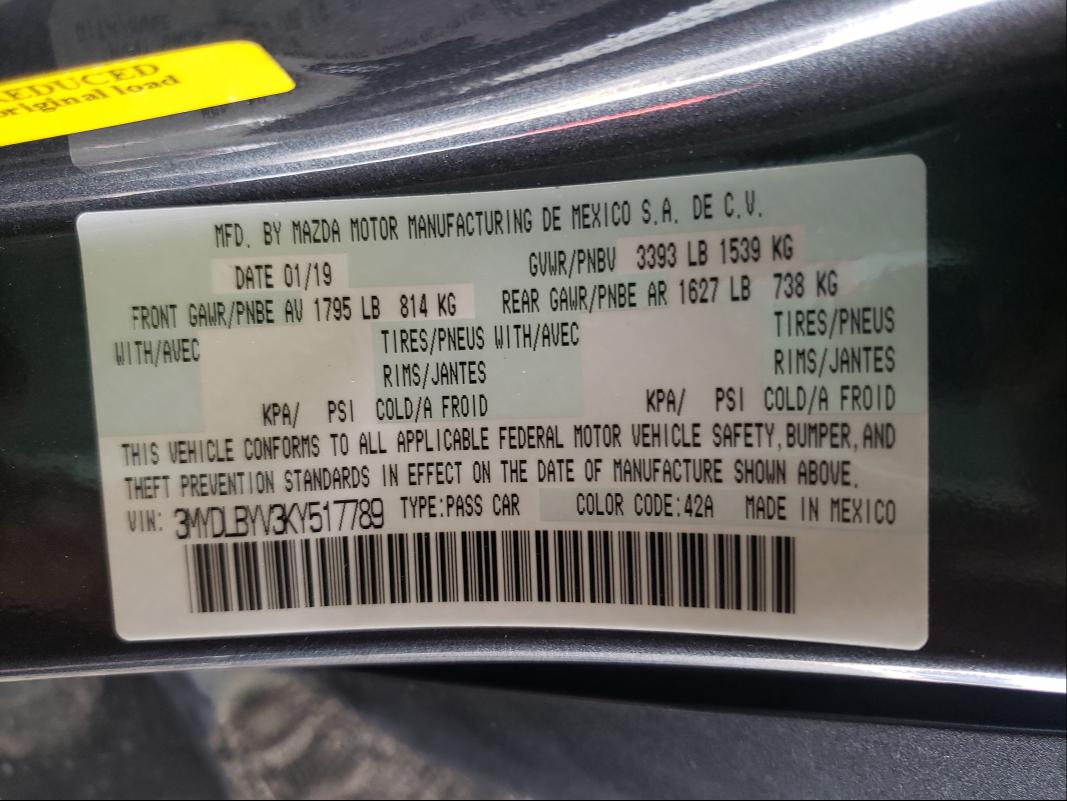 REDUCED
original load
MFD. BY MAZDA MOTOR MANUFACTURING DE MEXICO S.A. DE C.V.
DATE 01/19 GVWR/PNBV 3393 LB 1539 KG
FRONT GAWR/PNBE AV 1795 LB 814 KG REAR GAWR/PNBE AR 1627 LB 738 KG
WITH/AVEC TIRES/PNEUS WITH/AVEC TIRES/PNEUS
RIMS/JANTES RIMS/JANTES
KPA/ PSI COLD/A FROID KPA/ PSI COLD/A FROID
THIS VEHICLE CONFORMS TO ALL APPLICABLE FEDERAL MOTOR VEHICLE SAFETY, BUMPER, AND
THEFT PREVENTION STANDARDS IN EFFECT ON THE DATE OF MANUFACTURE SHOWN ABOVE.
VIN: 3MYDLBYV3KY517789 TYPE:PASS CAR COLOR CODE:42A MADE IN MEXICO